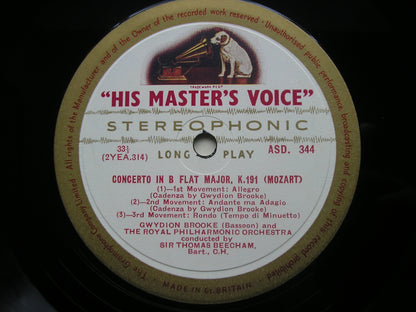 All rights of the Manufacturer and of the Owner of the recorded work reserved · Unauthorised public performance, broadcasting and copying of this record prohibited
TRADE MARK
"HIS MASTER'S VOICE"
STEREOPHONIC
33⅓
(2YEA.314)
LONG PLAY
ASD. 344
CONCERTO IN B FLAT MAJOR, K.191 (MOZART)
(1)—1st Movement: Allegro
(Cadenza by Gwydion Brooke)
(2)—2nd Movement: Andante ma Adagio
(Cadenza by Gwydion Brooke)
(3)—3rd Movement: Rondo (Tempo di Minuetto)
GWYDION BROOKE (Bassoon) and
THE ROYAL PHILHARMONIC ORCHESTRA
conducted by
SIR THOMAS BEECHAM,
Bart., C.H.
The Gramophone Company Limited
MADE IN GT. BRITAIN